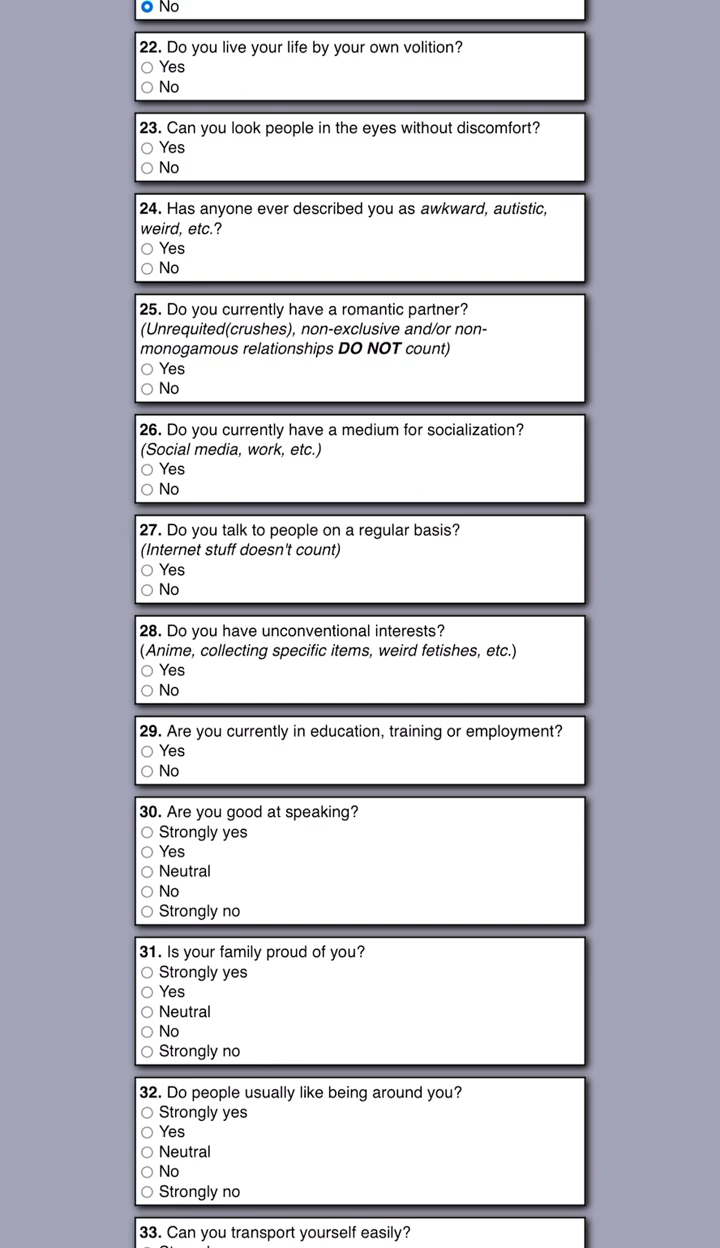 No
22. Do you live your life by your own volition?
Yes
No
23. Can you look people in the eyes without discomfort?
Yes
No
24. Has anyone ever described you as awkward, autistic,
weird, etc.?
Yes
No
25. Do you currently have a romantic partner?
(Unrequited(crushes), non-exclusive and/or non-
monogamous relationships DO NOT count)
Yes
No
26. Do you currently have a medium for socialization?
(Social media, work, etc.)
Yes
No
27. Do you talk to people on a regular basis?
(Internet stuff doesn't count)
Yes
No
28. Do you have unconventional interests?
(Anime, collecting specific items, weird fetishes, etc.)
Yes
No
29. Are you currently in education, training or employment?
Yes
No
30. Are you good at speaking?
Strongly yes
Yes
Neutral
No
Strongly no
31. Is your family proud of you?
Strongly yes
Yes
Neutral
No
Strongly no
32. Do people usually like being around you?
Strongly yes
Yes
Neutral
No
Strongly no
33. Can you transport yourself easily?